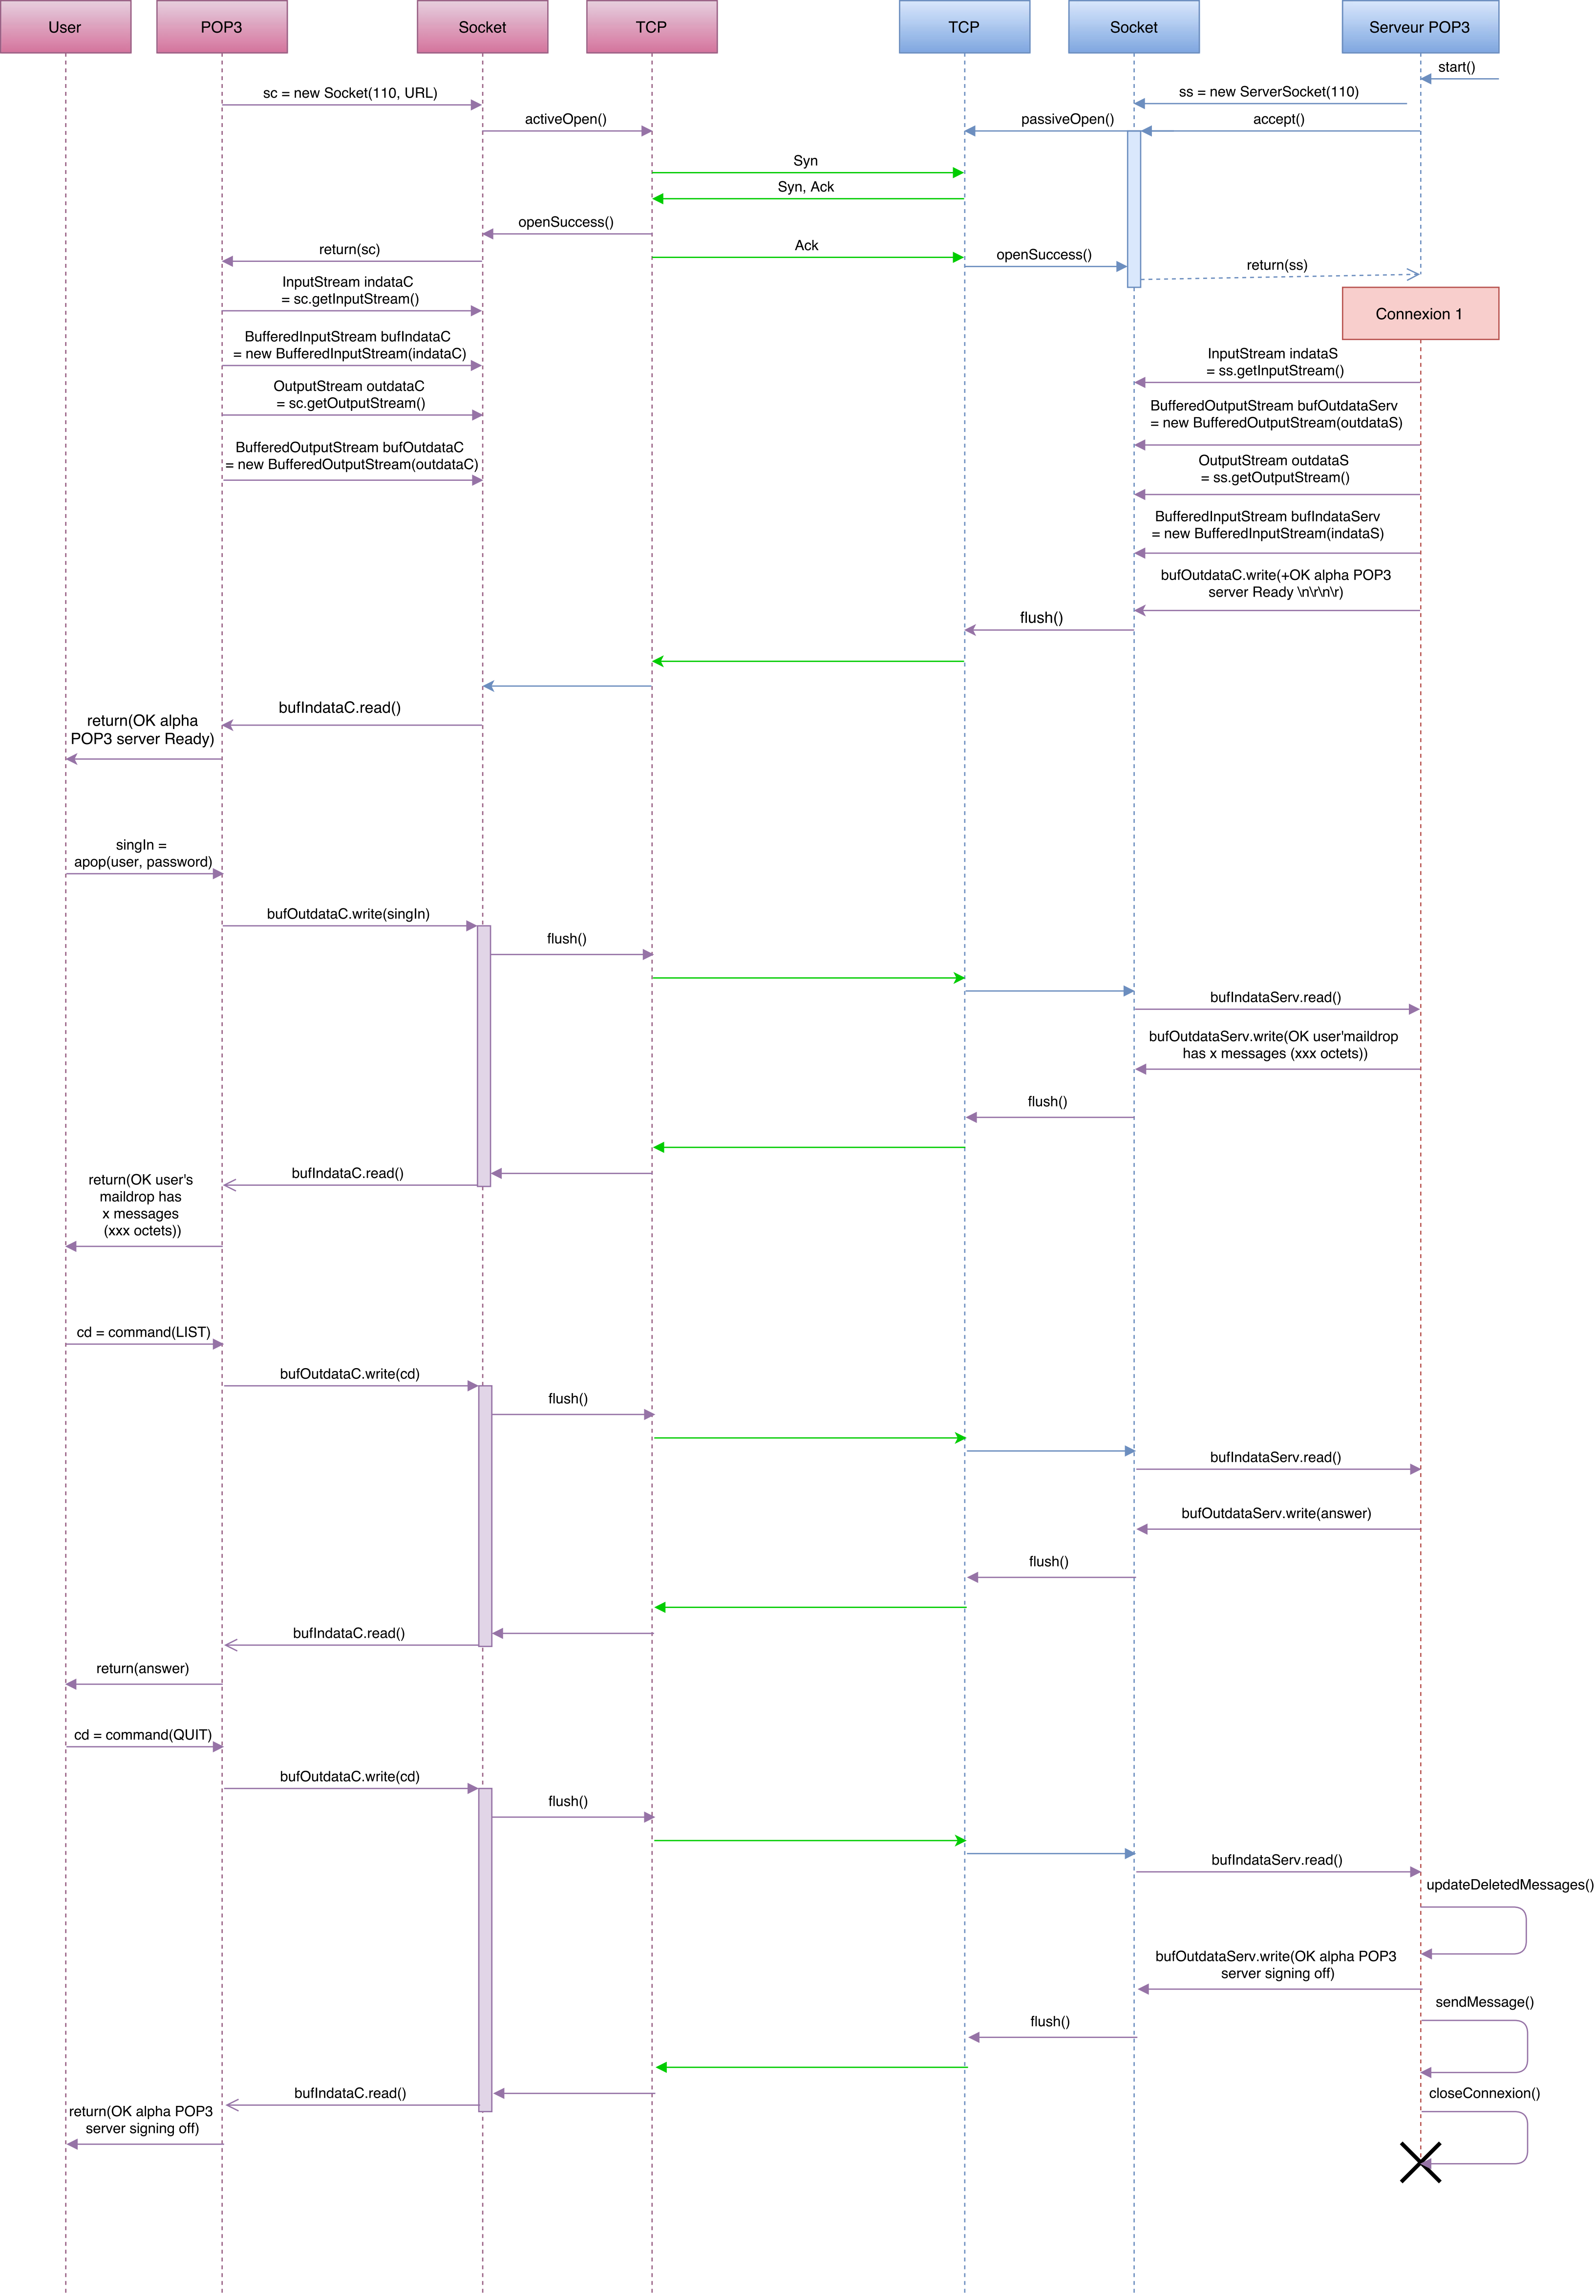 User
POP3
Socket
TCP
TCP
Socket
Serveur POP3
start()
sc = new Socket(110, URL)
ss = new ServerSocket(110)
activeOpen()
passiveOpen()
accept()
Syn
Syn, Ack
openSuccess()
return(sc)
Ack
openSuccess()
return(ss)
InputStream indataC
= sc.getInputStream()
Connexion 1
BufferedInputStream bufIndataC
= new BufferedInputStream(indataC)
InputStream indataS
= ss.getInputStream()
OutputStream outdataC
= sc.getOutputStream()
BufferedOutputStream bufOutdataServ
= new BufferedOutputStream(outdataS)
BufferedOutputStream bufOutdataC
= new BufferedOutputStream(outdataC)
OutputStream outdataS
= ss.getOutputStream()
BufferedInputStream bufIndataServ
= new BufferedInputStream(indataS)
bufOutdataC.write(+OK alpha POP3
server Ready \n\r\n\r)
flush()
bufIndataC.read()
return(OK alpha
POP3 server Ready)
singIn =
apop(user, password)
bufOutdataC.write(singIn)
flush()
bufIndataServ.read()
bufOutdataServ.write(OK user'maildrop
has x messages (xxx octets))
flush()
bufIndataC.read()
return(OK user's
maildrop has
x messages
(xxx octets))
cd = command(LIST)
bufOutdataC.write(cd)
flush()
bufIndataServ.read()
bufOutdataServ.write(answer)
flush()
bufIndataC.read()
return(answer)
cd = command(QUIT)
bufOutdataC.write(cd)
flush()
bufIndataServ.read()
updateDeletedMessages()
bufOutdataServ.write(OK alpha POP3
server signing off)
sendMessage()
flush()
bufIndataC.read()
closeConnexion()
return(OK alpha POP3
server signing off)